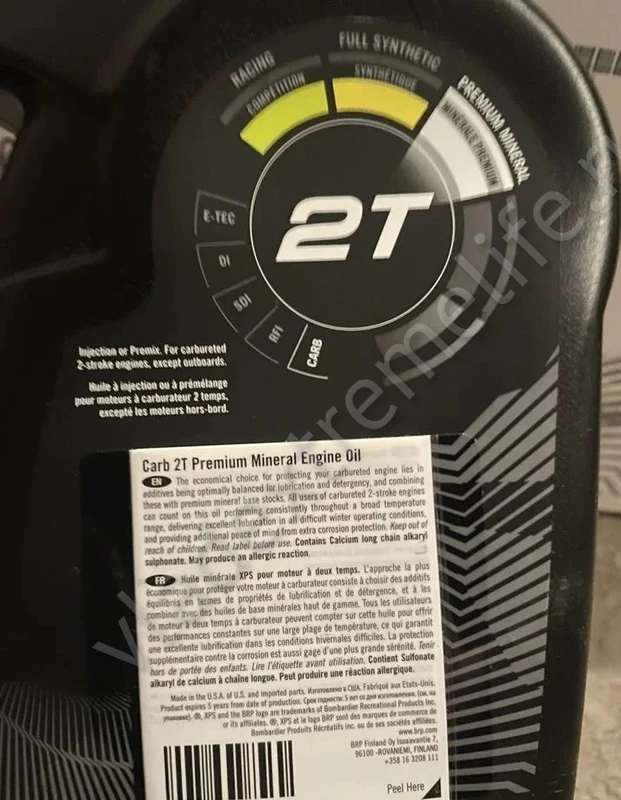 RACING
COMPETITION
FULL SYNTHETIC
SYNTHÉTIQUE
PREMIUM MINERAL
MINÉRALE PREMIUM
2T
E-TEC
DI
SDI
RFI
CARB
Injection or Premix. For carbureted
2-stroke engines, except outboards.
Huile à injection ou à prémélange
pour moteurs à carburateur 2 temps,
excepté les moteurs hors-bord.
Carb 2T Premium Mineral Engine Oil
EN The economical choice for protecting your carbureted engine lies in
additives being optimally balanced for lubrication and detergency, and combining
these with premium mineral base stocks. All users of carbureted 2-stroke engines
can count on this oil performing consistently throughout a broad temperature
range, delivering excellent lubrication in all difficult winter operating conditions,
and providing additional peace of mind from extra corrosion protection. Keep out of
reach of children. Read label before use. Contains Calcium long chain alkaryl
sulphonate. May produce an allergic reaction.
FR Huile minérale XPS pour moteur à deux temps. L'approche la plus
économique pour protéger votre moteur à carburateur consiste à choisir des additifs
équilibrés en termes de propriétés de lubrification et de détergence, et à les
combiner avec des huiles de base minérales haut de gamme. Tous les utilisateurs
de moteur à deux temps à carburateur peuvent compter sur cette huile pour offrir
des performances constantes sur une large plage de température, ce qui garantit
une excellente lubrification dans les conditions hivernales difficiles. La protection
supplémentaire contre la corrosion est aussi gage d'une plus grande sérénité. Tenir
hors de portée des enfants. Lire l'étiquette avant utilisation. Contient Sulfonate
alkaryl de calcium à chaîne longue. Peut produire une réaction allergique.
Made in the U.S.A. of U.S. and imported parts. Изготовлено в США. Fabriqué aux États-Unis.
Product expires 5 years from date of production. Срок годности: 5 лет со дня изготовления. (см. на
упаковке). ®, XPS and the BRP logo are trademarks of Bombardier Recreational Products Inc.
or its affiliates. ®, XPS et le logo BRP sont des marques de commerce de
Bombardier Produits Récréatifs inc. ou de ses sociétés affiliées.
www.brp.com
BRP Finland Oy Isoaavantie 7,
96100 -ROVANIEMI, FINLAND
+358 16 3208 111
Peel Here